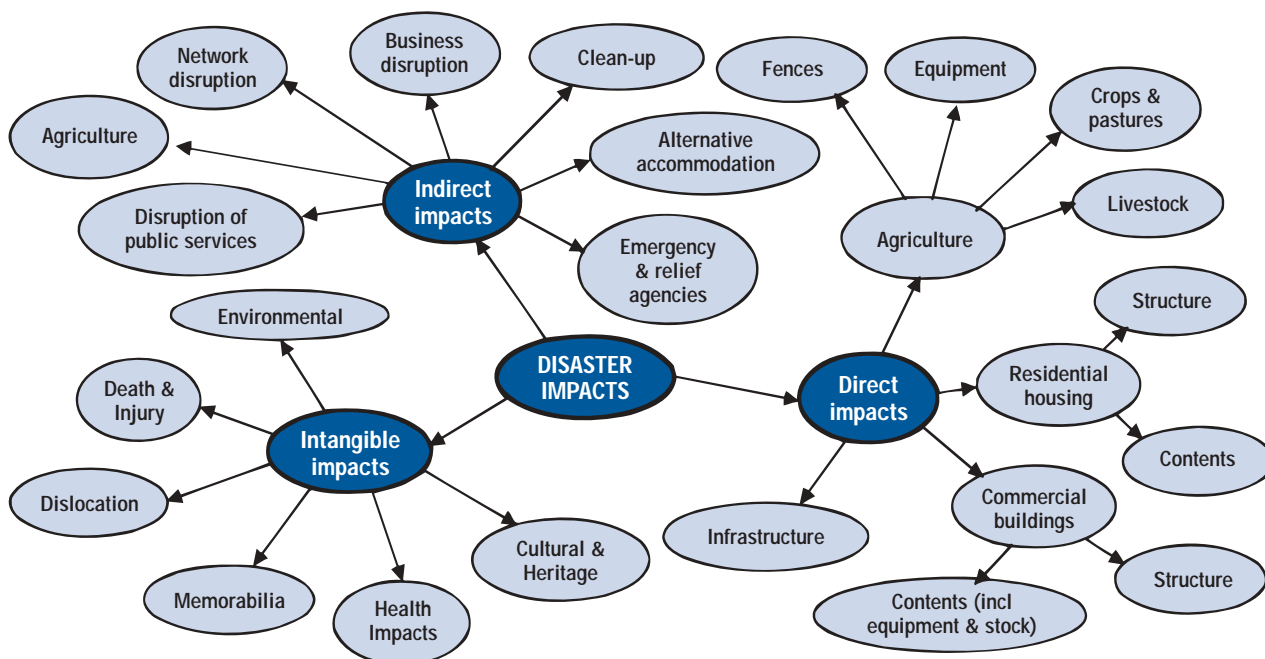 Network
disruption
Business
disruption
Clean-up
Agriculture
Indirect
impacts
Alternative
accommodation
Disruption of
public services
Emergency
& relief
agencies
Fences
Equipment
Crops &
pastures
Livestock
Agriculture
DISASTER
IMPACTS
Environmental
Death &
Injury
Intangible
impacts
Dislocation
Memorabilia
Health
Impacts
Cultural &
Heritage
Direct
impacts
Structure
Residential
housing
Contents
Commercial
buildings
Infrastructure
Structure
Contents (incl
equipment & stock)